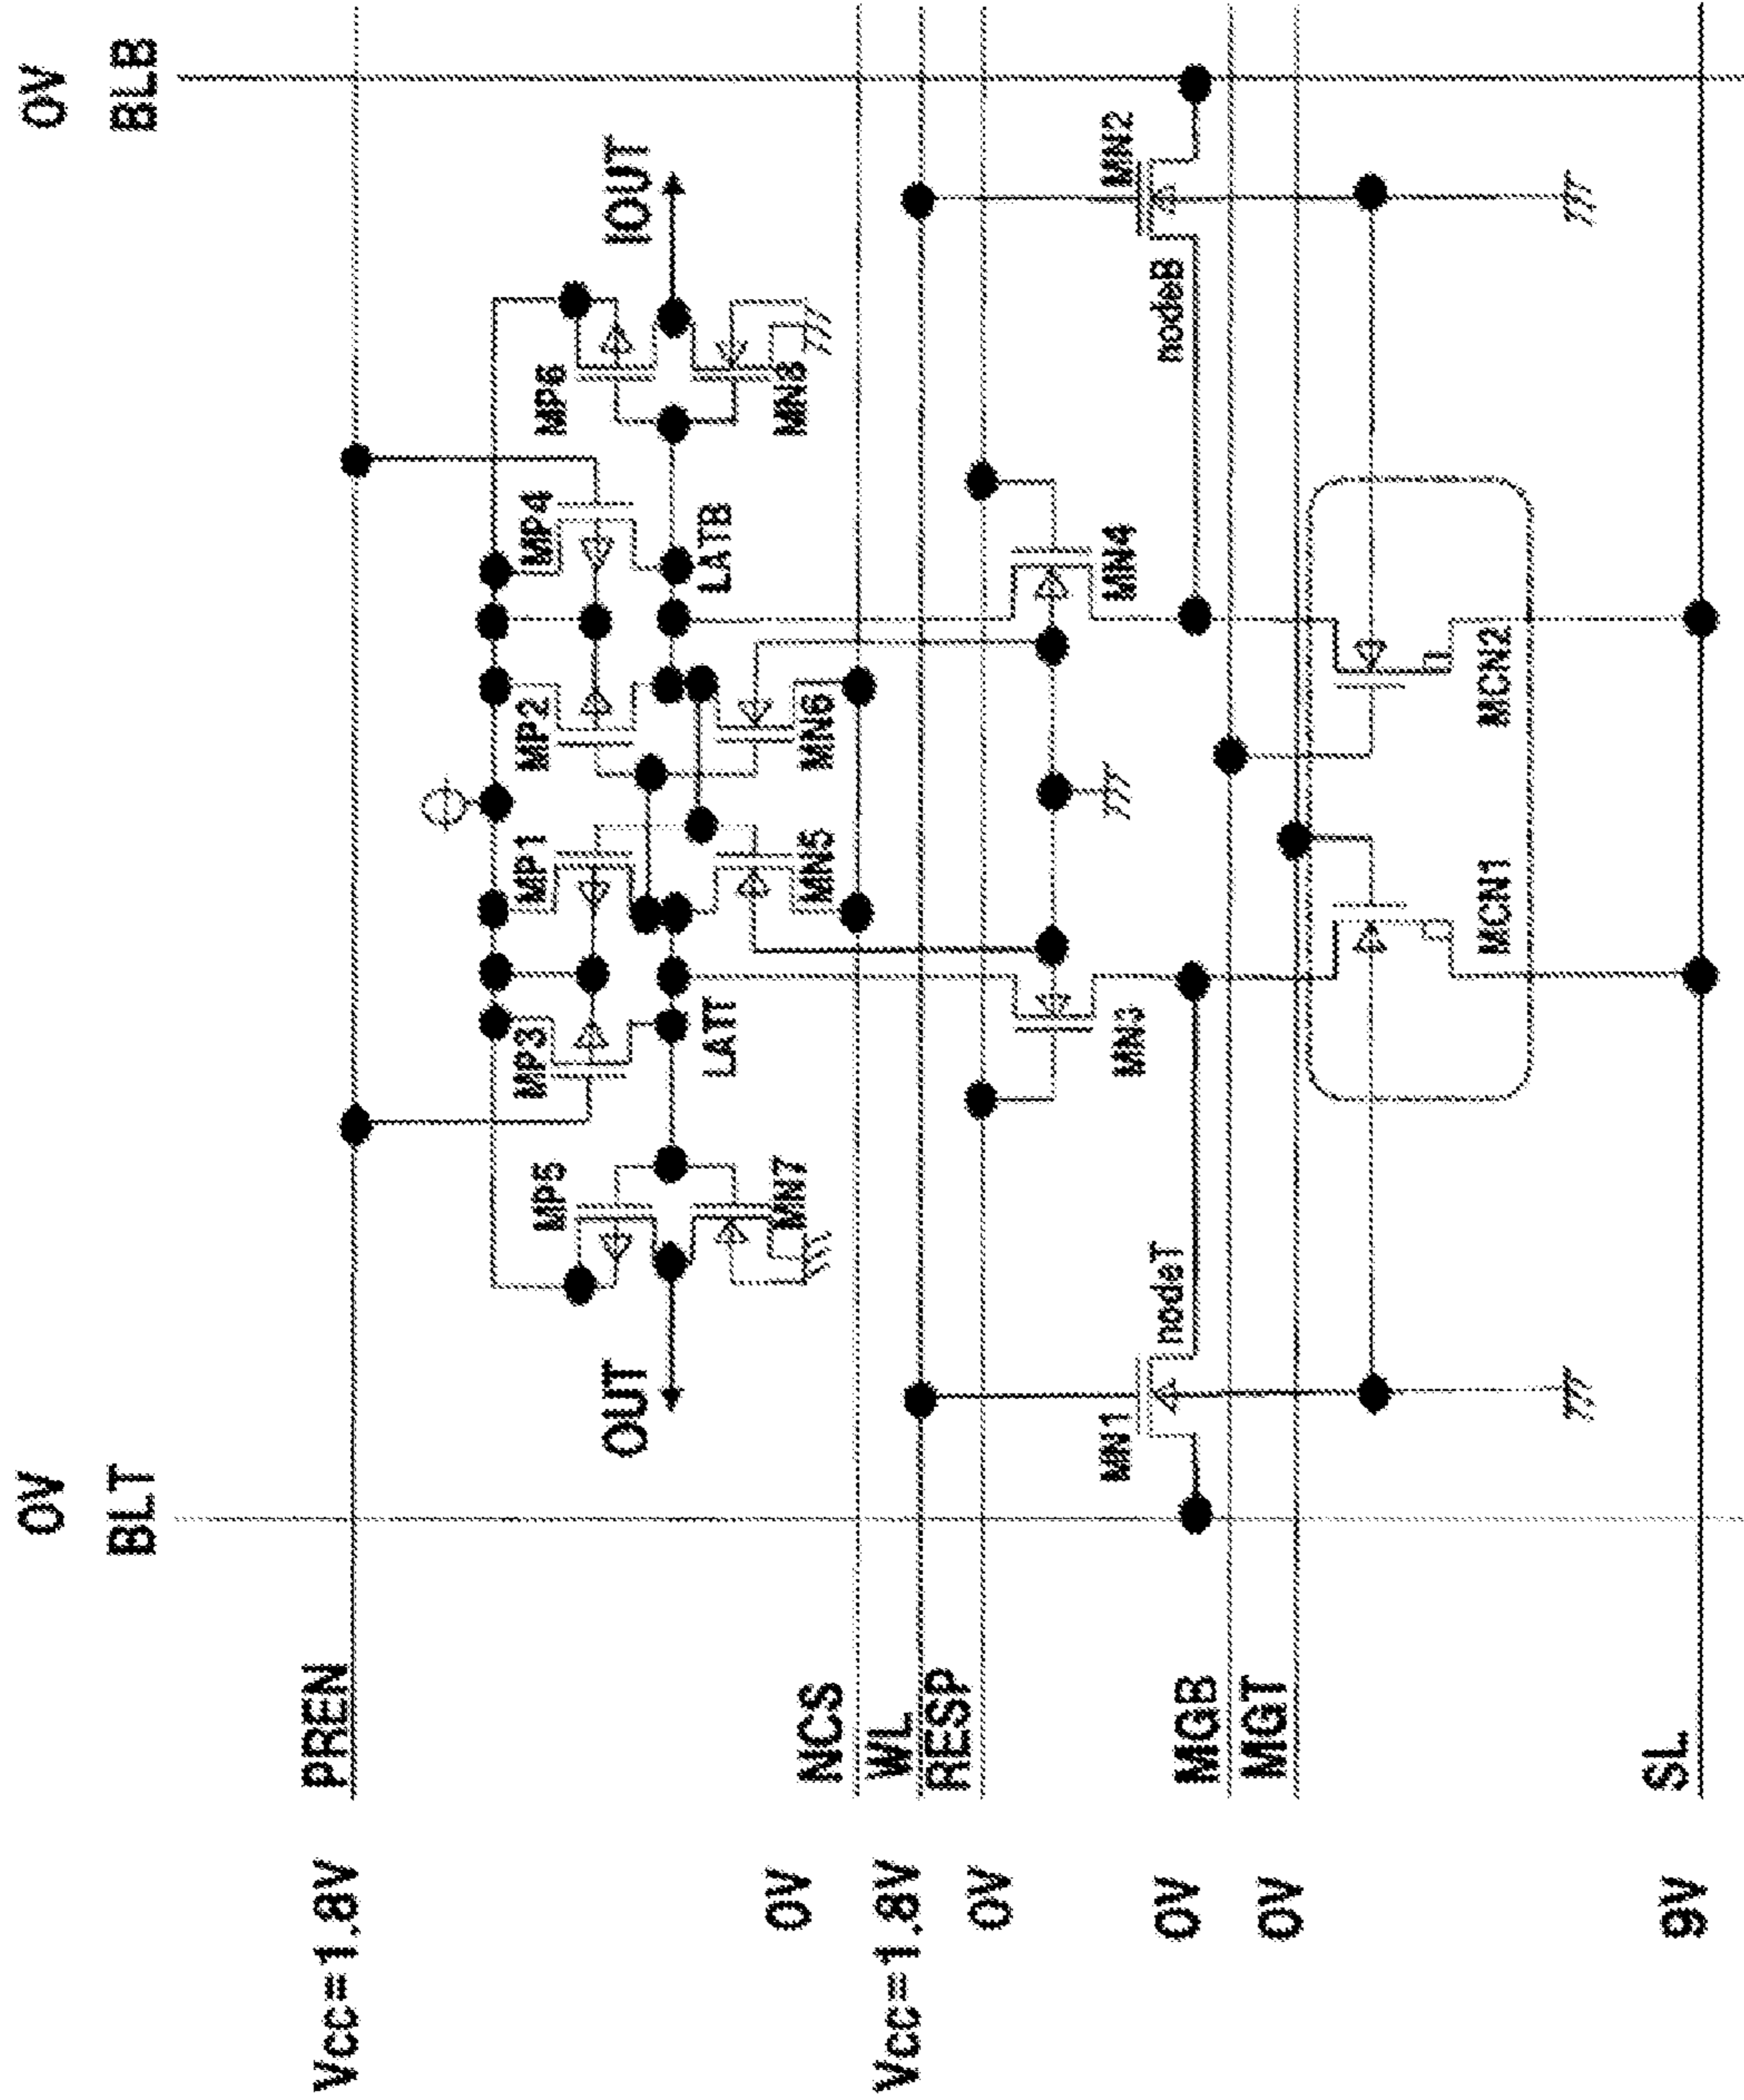 0V 0V
BLT BLB
Vcc=1.8V PREN
MP5 MP3 MP1 MP2 MP4 MP6
OUT IOUT
LATT LATB
MN7 MN5 MN6 MN8
0V NCS
Vcc=1.8V WL
0V RESP
MN1 MN3 MN4 MN2
nodeT nodeB
0V MGB
0V MGT
MCN1 MCN2
9V SL